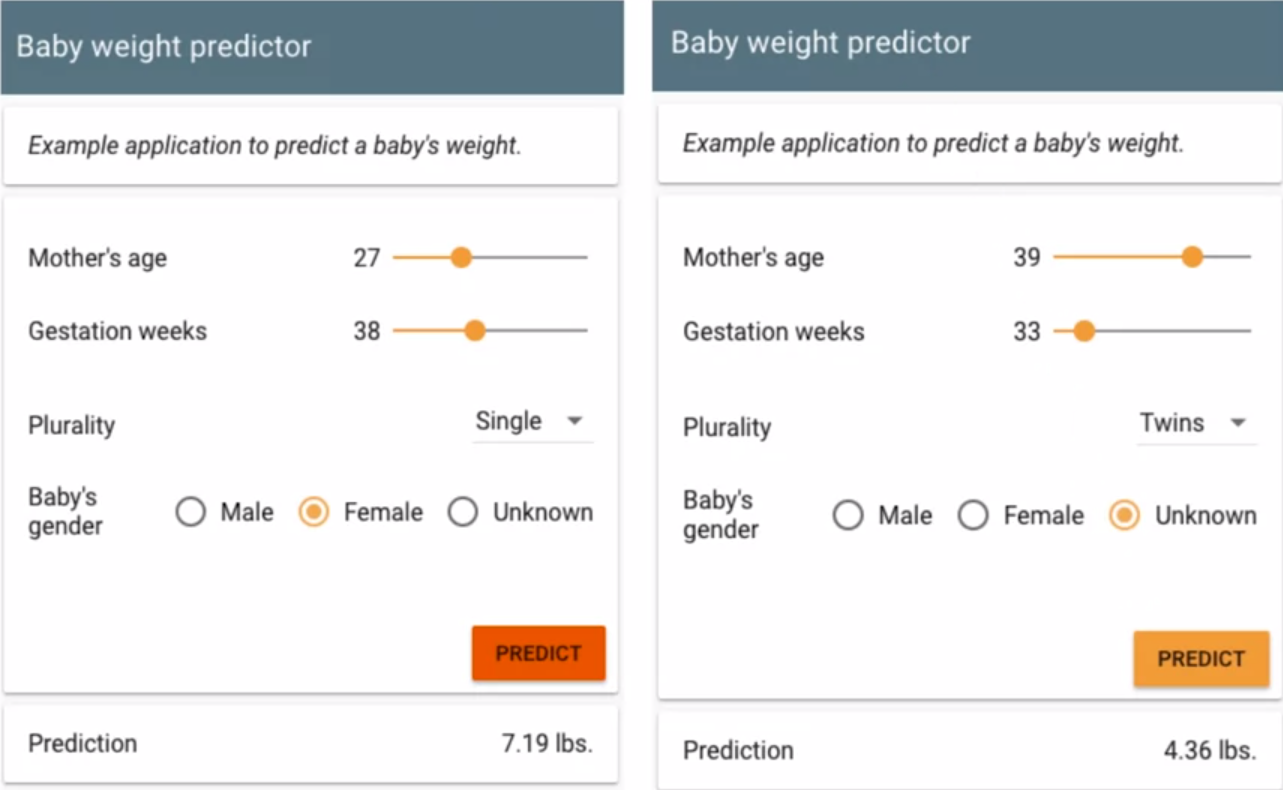 Baby weight predictor
Example application to predict a baby's weight.
Mother's age 27
Gestation weeks 38
Plurality Single
Baby's
gender
Male Female Unknown
PREDICT
Prediction 7.19 lbs.
Baby weight predictor
Example application to predict a baby's weight.
Mother's age 39
Gestation weeks 33
Plurality Twins
Baby's
gender
Male Female Unknown
PREDICT
Prediction 4.36 lbs.